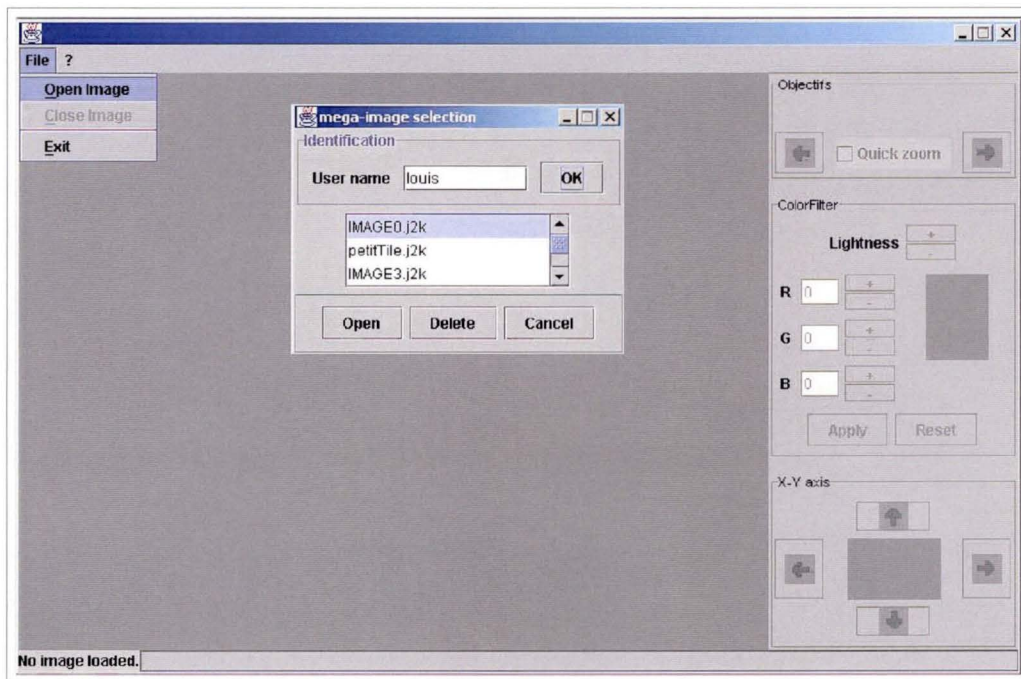 File ?
Open Image
Close Image
Exit
mega-image selection
Identification
User name louis OK
IMAGE0.j2k
petitTile.j2k
IMAGE3.j2k
Open Delete Cancel
Objectifs
Quick zoom
ColorFilter
Lightness + -
R 0 + -
G 0 + -
B 0 + -
Apply Reset
X-Y axis
No image loaded.